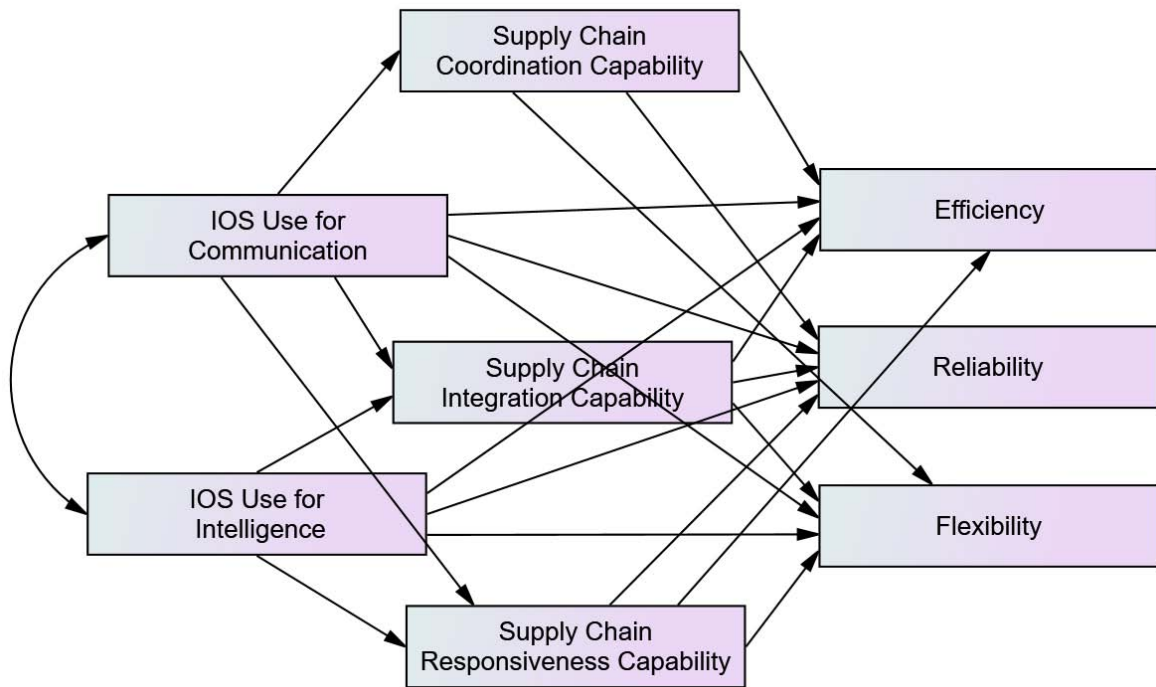 Supply Chain
Coordination Capability
IOS Use for
Communication
Efficiency
Supply Chain
Integration Capability
Reliability
IOS Use for
Intelligence
Flexibility
Supply Chain
Responsiveness Capability